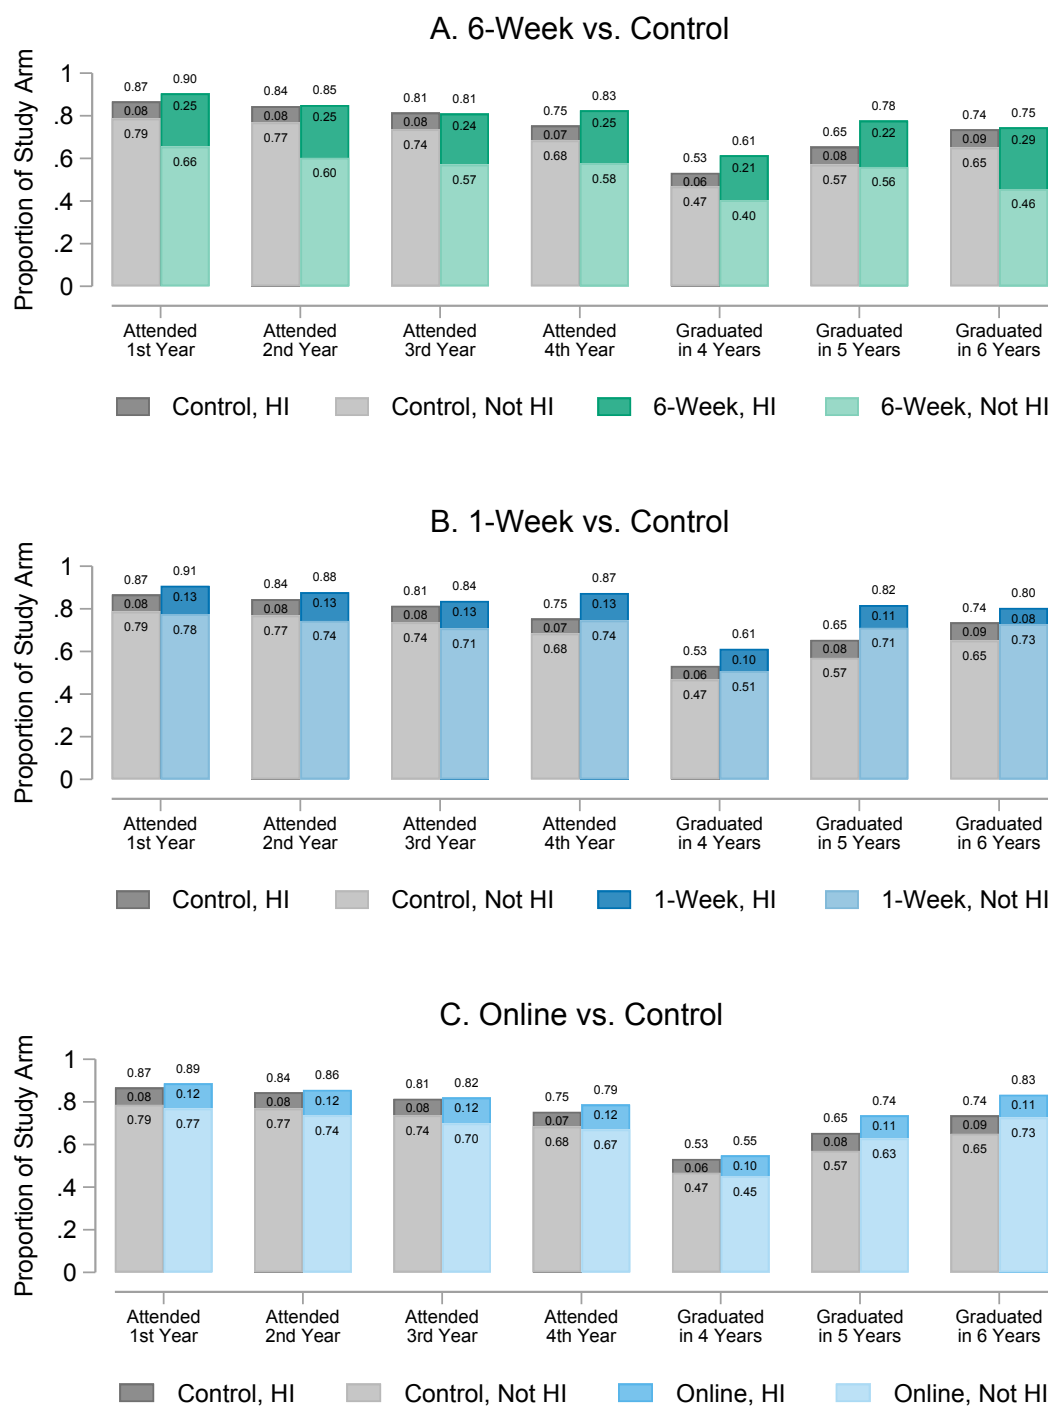 A. 6-Week vs. Control
Proportion of Study Arm
1
.8
.6
.4
.2
0
0.87 0.90 0.84 0.85 0.81 0.81 0.75 0.83 0.53 0.61 0.65 0.78 0.74 0.75
0.08 0.25 0.08 0.25 0.08 0.24 0.07 0.25 0.06 0.21 0.08 0.22 0.09 0.29
0.79 0.66 0.77 0.60 0.74 0.57 0.68 0.58 0.47 0.40 0.57 0.56 0.65 0.46
Attended Attended Attended Attended Graduated Graduated Graduated
1st Year 2nd Year 3rd Year 4th Year in 4 Years in 5 Years in 6 Years
Control, HI Control, Not HI 6-Week, HI 6-Week, Not HI
B. 1-Week vs. Control
Proportion of Study Arm
1
.8
.6
.4
.2
0
0.87 0.91 0.84 0.88 0.81 0.84 0.75 0.87 0.53 0.61 0.65 0.82 0.74 0.80
0.08 0.13 0.08 0.13 0.08 0.13 0.07 0.13 0.06 0.10 0.08 0.11 0.09 0.08
0.79 0.78 0.77 0.74 0.74 0.71 0.68 0.74 0.47 0.51 0.57 0.71 0.65 0.73
Attended Attended Attended Attended Graduated Graduated Graduated
1st Year 2nd Year 3rd Year 4th Year in 4 Years in 5 Years in 6 Years
Control, HI Control, Not HI 1-Week, HI 1-Week, Not HI
C. Online vs. Control
Proportion of Study Arm
1
.8
.6
.4
.2
0
0.87 0.89 0.84 0.86 0.81 0.82 0.75 0.79 0.53 0.55 0.65 0.74 0.74 0.83
0.08 0.12 0.08 0.12 0.08 0.12 0.07 0.12 0.06 0.10 0.08 0.11 0.09 0.11
0.79 0.77 0.77 0.74 0.74 0.70 0.68 0.67 0.47 0.45 0.57 0.63 0.65 0.73
Attended Attended Attended Attended Graduated Graduated Graduated
1st Year 2nd Year 3rd Year 4th Year in 4 Years in 5 Years in 6 Years
Control, HI Control, Not HI Online, HI Online, Not HI